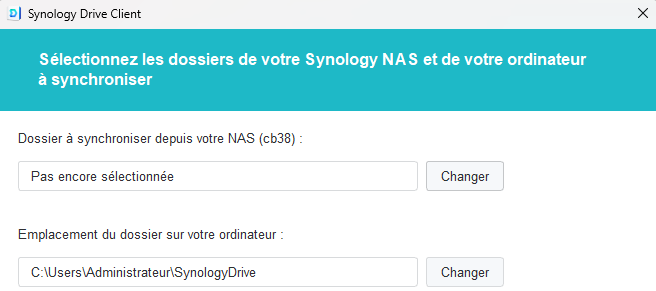 Synology Drive Client
Sélectionnez les dossiers de votre Synology NAS et de votre ordinateur
à synchroniser
Dossier à synchroniser depuis votre NAS (cb38) :
Pas encore sélectionnée
Changer
Emplacement du dossier sur votre ordinateur :
C:\Users\Administrateur\SynologyDrive
Changer